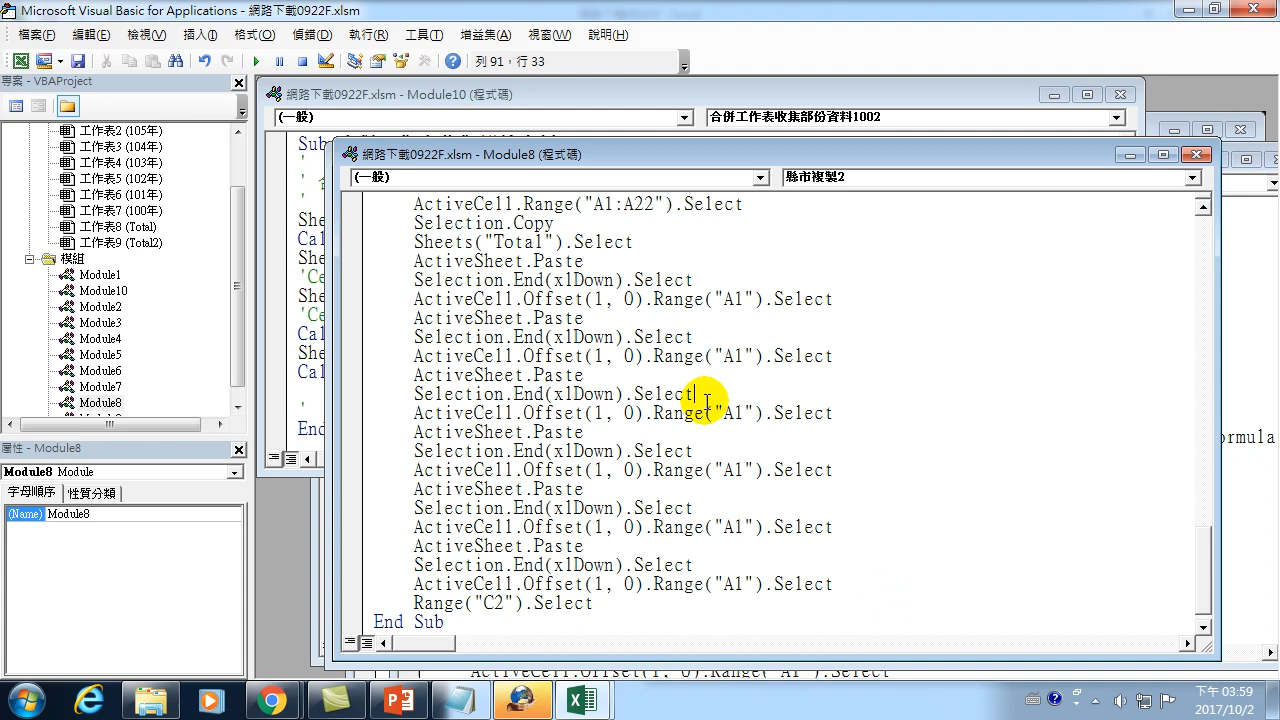 Microsoft Visual Basic for Applications - 網路下載0922F.xlsm
檔案(F) 編輯(E) 檢視(V) 插入(I) 格式(O) 偵錯(D) 執行(R) 工具(T) 增益集(A) 視窗(W) 說明(H)
列 91，行 33
專案 - VBAProject
工作表2 (105年)
工作表3 (104年)
工作表4 (103年)
工作表5 (102年)
工作表6 (101年)
工作表7 (100年)
工作表8 (Total)
工作表9 (Total2)
模組
Module1
Module10
Module2
Module3
Module4
Module5
Module6
Module7
Module8
屬性 - Module8
Module8 Module
字母順序 性質分類
(Name) Module8
網路下載0922F.xlsm - Module10 (程式碼)
(一般) 合併工作表收集部份資料1002
Sub
'
'
'
She
Cal
She
'Ce
She
'Ce
Cal
She
Cal
'
End
網路下載0922F.xlsm - Module8 (程式碼)
(一般) 縣市複製2
ActiveCell.Range("A1:A22").Select
Selection.Copy
Sheets("Total").Select
ActiveSheet.Paste
Selection.End(xlDown).Select
ActiveCell.Offset(1, 0).Range("A1").Select
ActiveSheet.Paste
Selection.End(xlDown).Select
ActiveCell.Offset(1, 0).Range("A1").Select
ActiveSheet.Paste
Selection.End(xlDown).Select
ActiveCell.Offset(1, 0).Range("A1").Select
ActiveSheet.Paste
Selection.End(xlDown).Select
ActiveCell.Offset(1, 0).Range("A1").Select
ActiveSheet.Paste
Selection.End(xlDown).Select
ActiveCell.Offset(1, 0).Range("A1").Select
ActiveSheet.Paste
Selection.End(xlDown).Select
ActiveCell.Offset(1, 0).Range("A1").Select
Range("C2").Select
End Sub
ormula
下午 03:59
2017/10/2